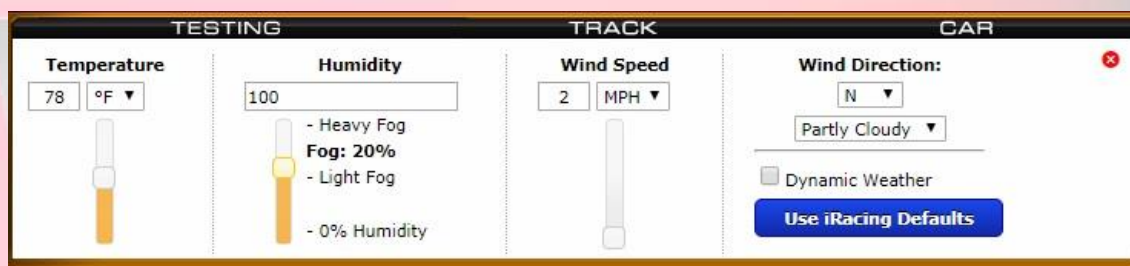 TESTING
TRACK
CAR
Temperature
78 °F
Humidity
100
- Heavy Fog
Fog: 20%
- Light Fog
- 0% Humidity
Wind Speed
2 MPH
Wind Direction:
N
Partly Cloudy
Dynamic Weather
Use iRacing Defaults